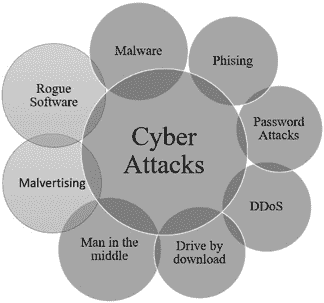 Malware
Phising
Rogue
Software
Password
Attacks
Cyber
Attacks
Malvertising
DDoS
Man in the
middle
Drive by
download